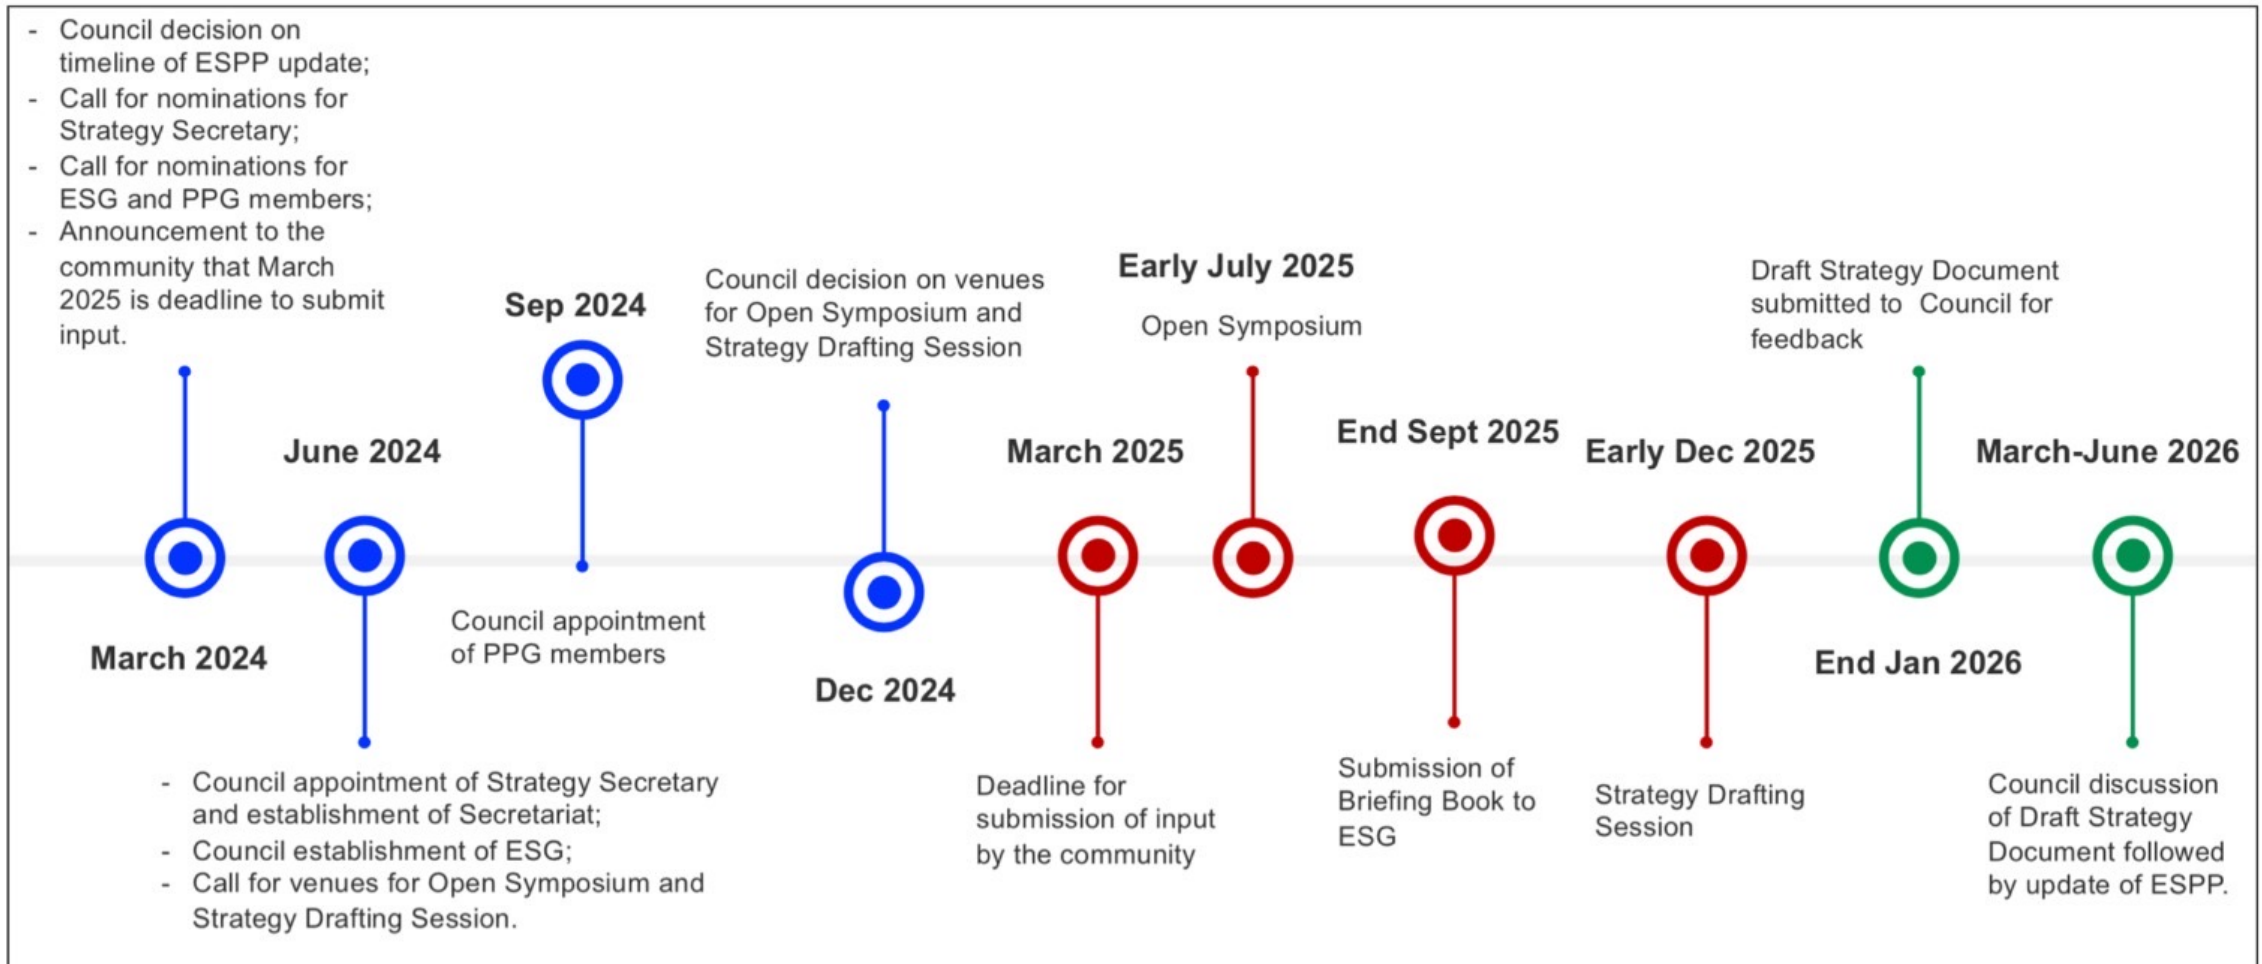 - Council decision on
timeline of ESPP update;
- Call for nominations for
Strategy Secretary;
- Call for nominations for
ESG and PPG members;
- Announcement to the
community that March
2025 is deadline to submit
input.
March 2024
June 2024
- Council appointment of Strategy Secretary
and establishment of Secretariat;
- Council establishment of ESG;
- Call for venues for Open Symposium and
Strategy Drafting Session.
Sep 2024
Council appointment
of PPG members
Council decision on venues
for Open Symposium and
Strategy Drafting Session
Dec 2024
March 2025
Deadline for
submission of input
by the community
Early July 2025
Open Symposium
End Sept 2025
Submission of
Briefing Book to
ESG
Early Dec 2025
Strategy Drafting
Session
Draft Strategy Document
submitted to Council for
feedback
End Jan 2026
March-June 2026
Council discussion
of Draft Strategy
Document followed
by update of ESPP.